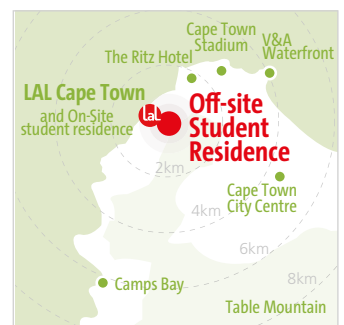 Cape Town
Stadium
V&A
Waterfront
The Ritz Hotel
LAL Cape Town
and On-Site
student residence
LaL
Off-site
Student
Residence
2km
Cape Town
City Centre
4km
6km
8km
Camps Bay
Table Mountain